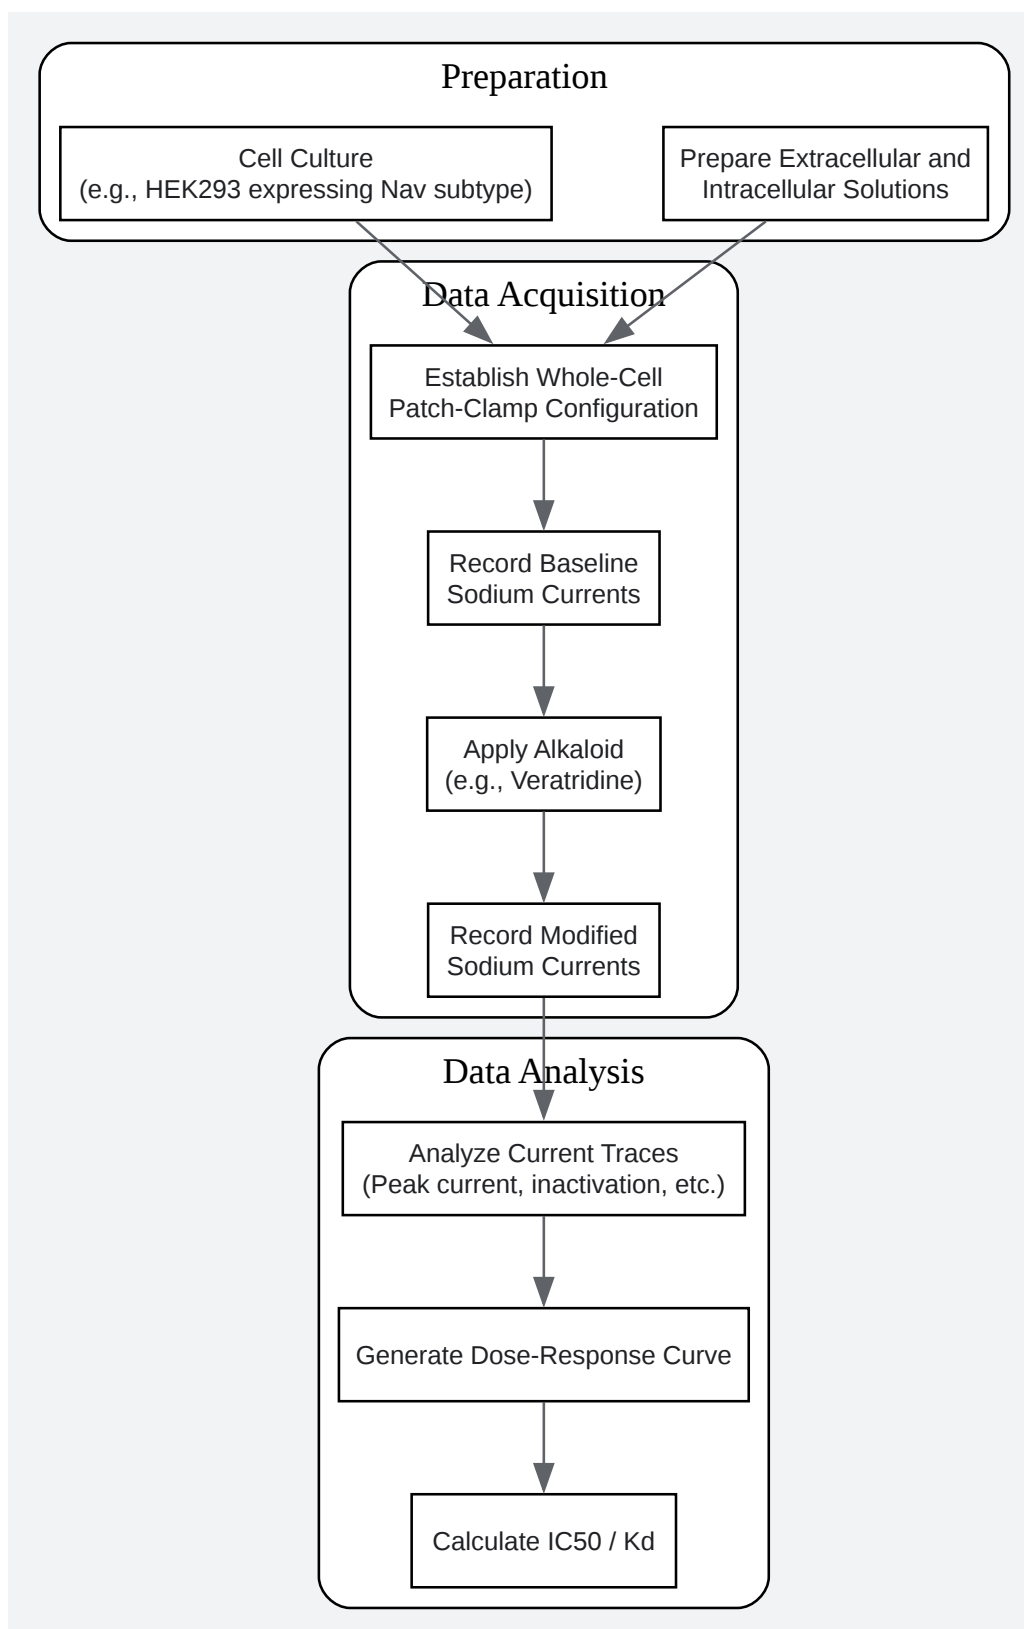 Preparation
Cell Culture
(e.g., HEK293 expressing Nav subtype)
Prepare Extracellular and
Intracellular Solutions
Data Acquisition
Establish Whole-Cell
Patch-Clamp Configuration
Record Baseline
Sodium Currents
Apply Alkaloid
(e.g., Veratridine)
Record Modified
Sodium Currents
Data Analysis
Analyze Current Traces
(Peak current, inactivation, etc.)
Generate Dose-Response Curve
Calculate IC50 / Kd